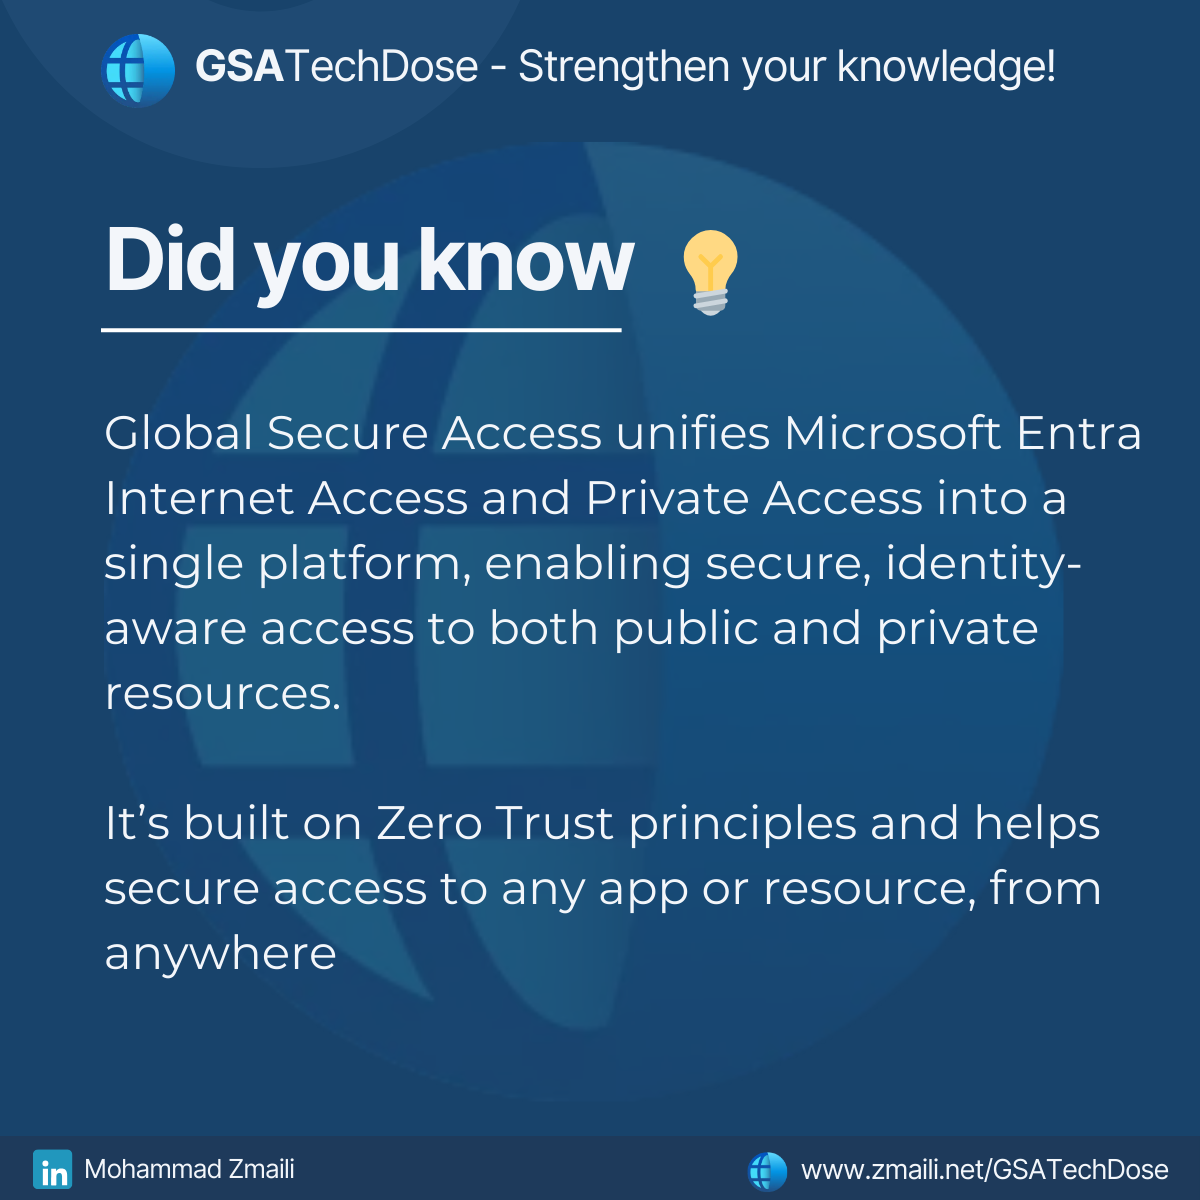 GSATechDose - Strengthen your knowledge!
Did you know
Global Secure Access unifies Microsoft Entra
Internet Access and Private Access into a
single platform, enabling secure, identity-
aware access to both public and private
resources.
It’s built on Zero Trust principles and helps
secure access to any app or resource, from
anywhere
in Mohammad Zmaili
www.zmaili.net/GSATechDose